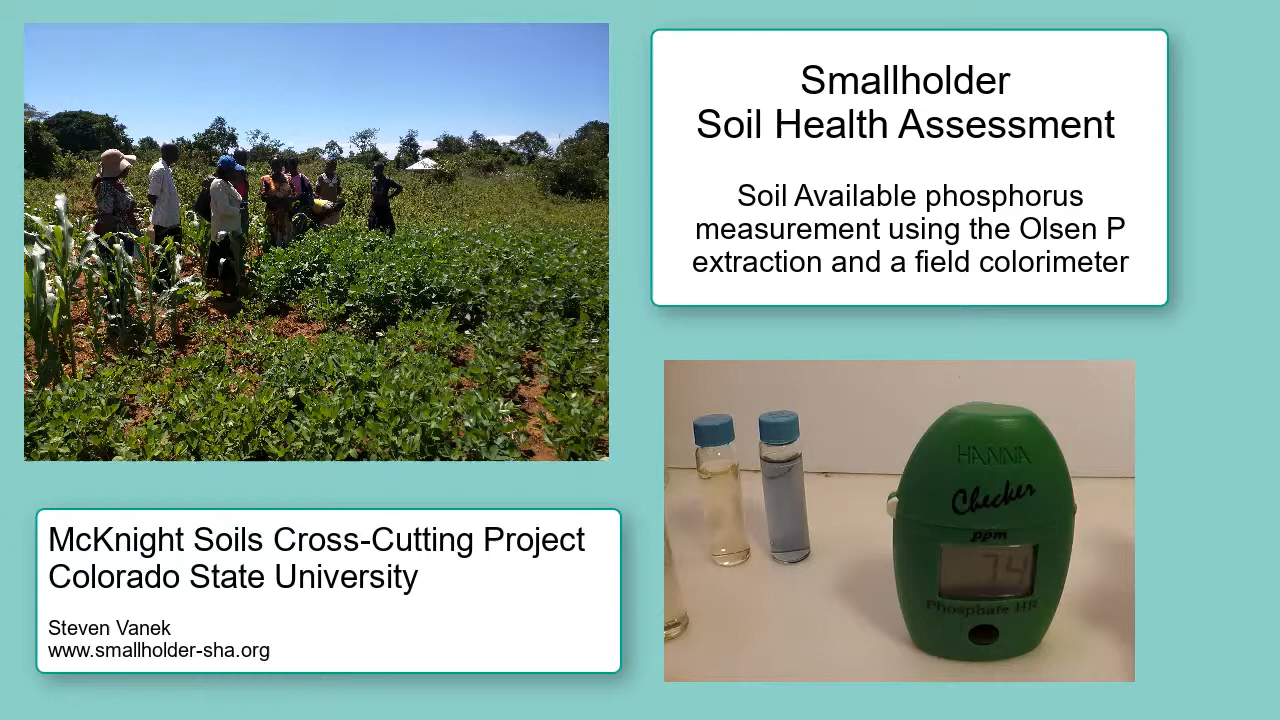 Smallholder
Soil Health Assessment
Soil Available phosphorus
measurement using the Olsen P
extraction and a field colorimeter
McKnight Soils Cross-Cutting Project
Colorado State University
Steven Vanek
www.smallholder-sha.org
HANNA
Checker
ppm
7.4
Phosphate HR